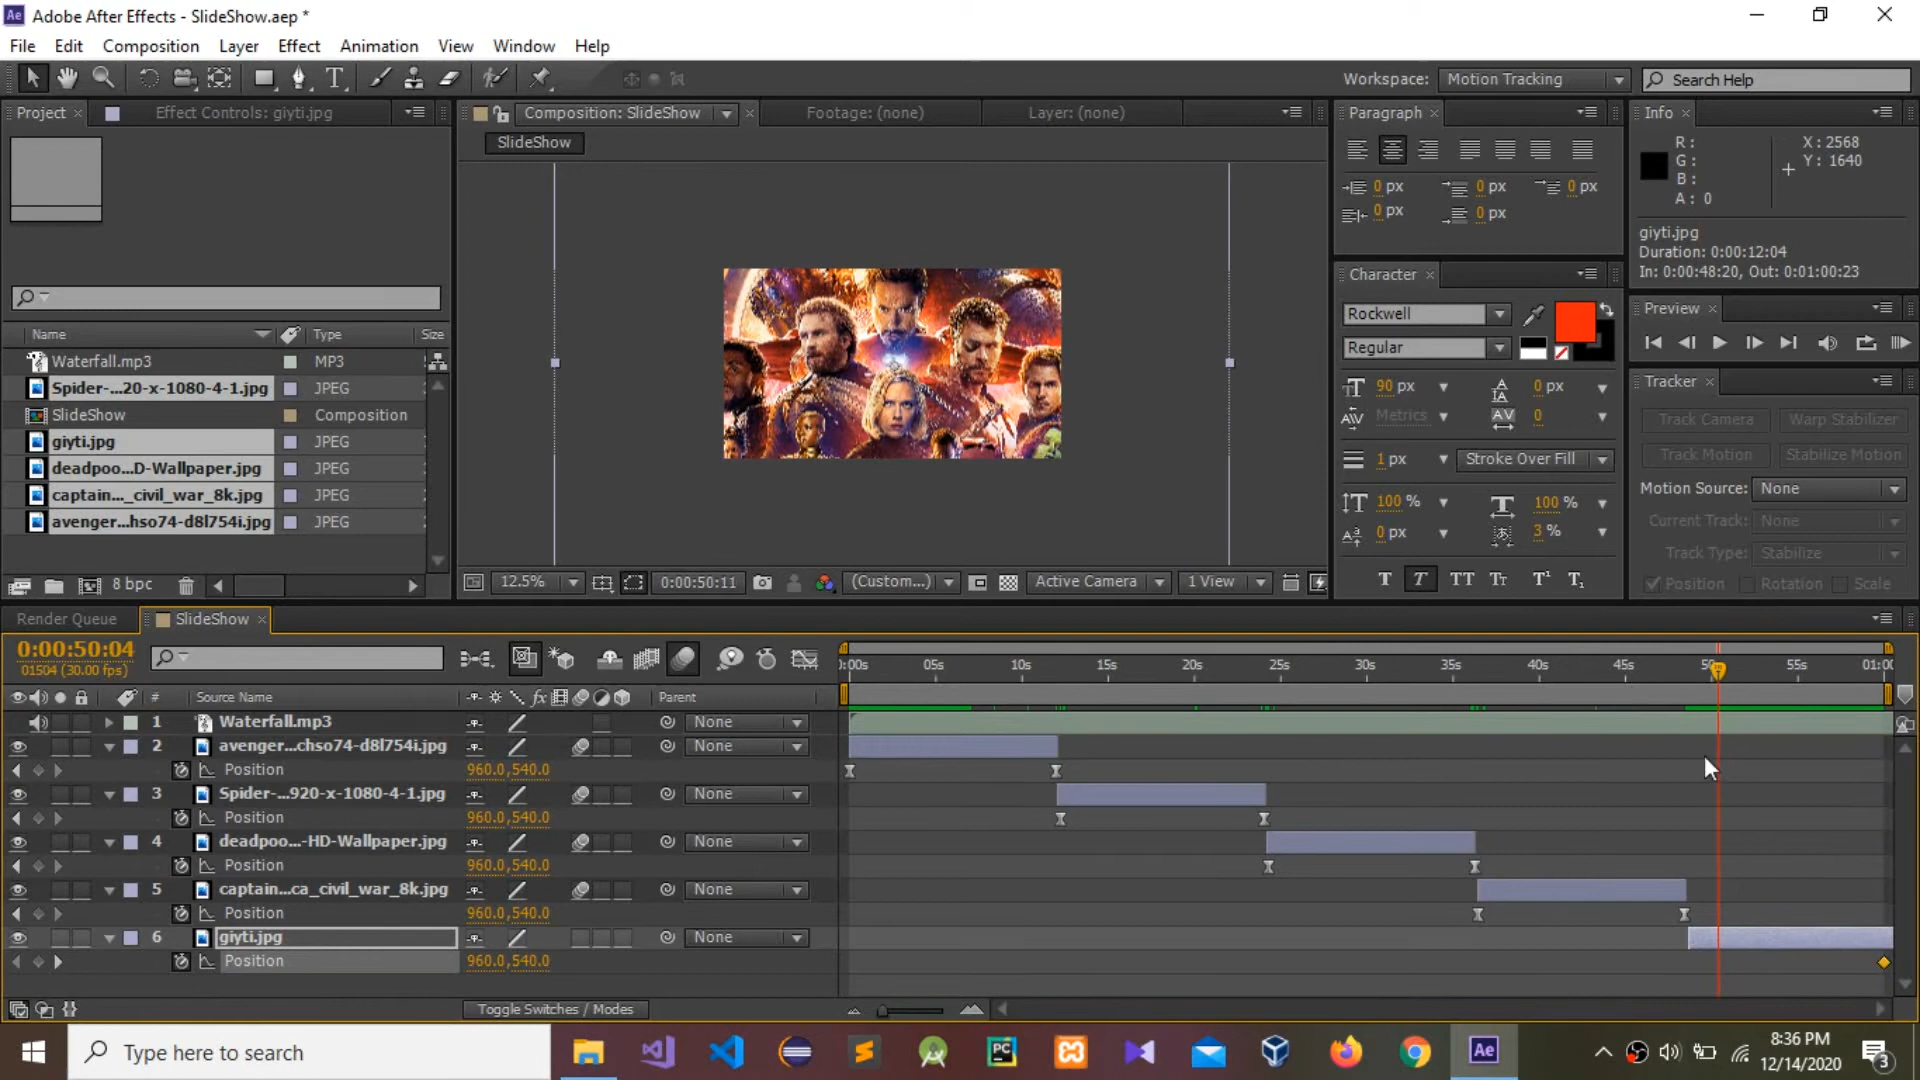 Adobe After Effects - SlideShow.aep *
File Edit Composition Layer Effect Animation View Window Help
Workspace: Motion Tracking
Search Help
Project Effect Controls: giyti.jpg
Composition: SlideShow Footage: (none) Layer: (none)
SlideShow
Name Type Size
Waterfall.mp3 MP3
Spider-...20-x-1080-4-1.jpg JPEG
SlideShow Composition
giyti.jpg JPEG
deadpoo...D-Wallpaper.jpg JPEG
captain..._civil_war_8k.jpg JPEG
avenger...hso74-d8l754i.jpg JPEG
8 bpc
12.5% 0:00:50:11 (Custom...) Active Camera 1 View
Paragraph
0 px 0 px 0 px
0 px 0 px
Character
Rockwell
Regular
90 px 0 px
Metrics 0
1 px Stroke Over Fill
100 % 100 %
0 px 3 %
T T TT Tr T¹ T₁
Info
R :
G :
B :
A : 0
X : 2568
Y : 1640
giyti.jpg
Duration: 0:00:12:04
In: 0:00:48:20, Out: 0:01:00:23
Preview
Tracker
Track Camera Warp Stabilizer
Track Motion Stabilize Motion
Motion Source: None
Current Track: None
Track Type: Stabilize
Position Rotation Scale
Render Queue SlideShow
0:00:50:04
01504 (30.00 fps)
):00s 05s 10s 15s 20s 25s 30s 35s 40s 45s 50s 55s 01:00
# Source Name fx Parent
1 Waterfall.mp3 None
2 avenger...chso74-d8l754i.jpg None
Position 960.0,540.0
3 Spider-...920-x-1080-4-1.jpg None
Position 960.0,540.0
4 deadpoo...-HD-Wallpaper.jpg None
Position 960.0,540.0
5 captain...ca_civil_war_8k.jpg None
Position 960.0,540.0
6 giyti.jpg None
Position 960.0,540.0
Toggle Switches / Modes
Type here to search
Ae
8:36 PM
12/14/2020
3